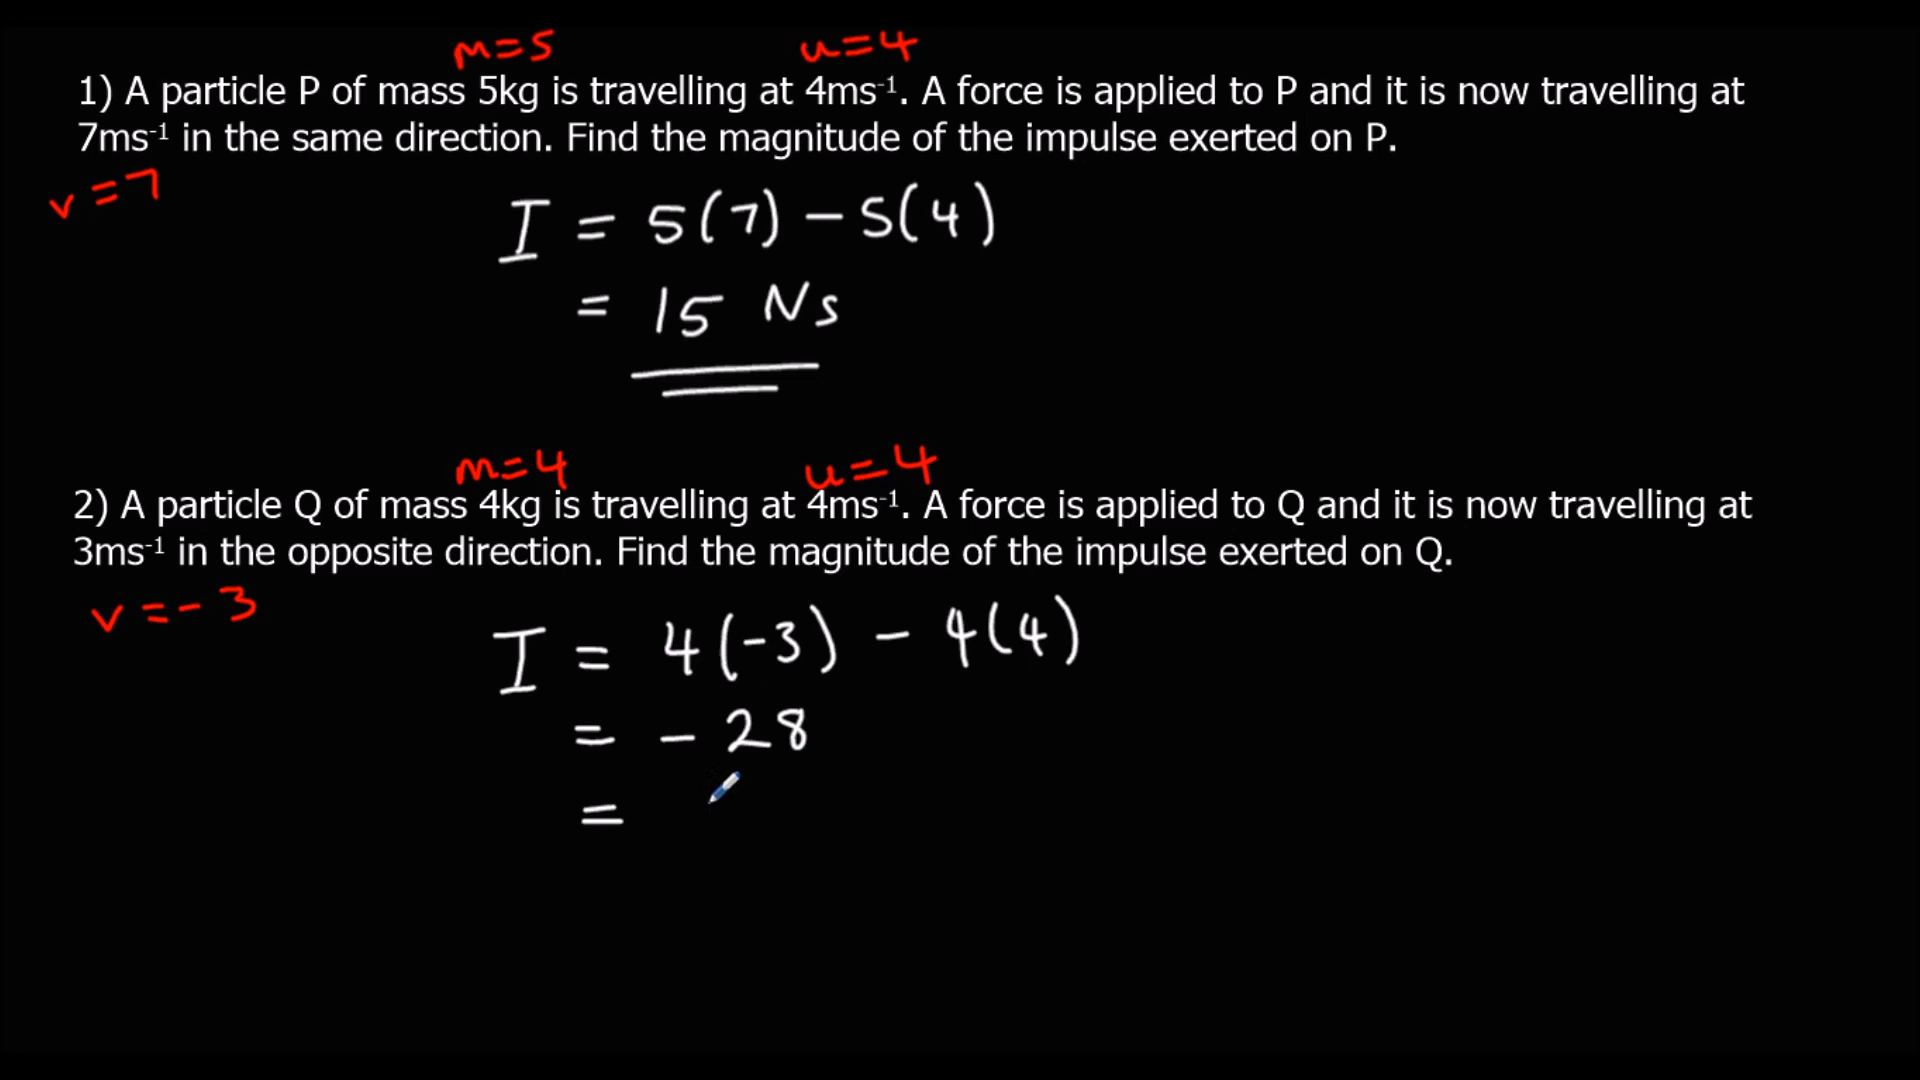 m=5 u=4
1) A particle P of mass 5kg is travelling at 4ms⁻¹. A force is applied to P and it is now travelling at
7ms⁻¹ in the same direction. Find the magnitude of the impulse exerted on P.
v=7
I = 5(7) - 5(4)
= 15 Ns
m=4 u=4
2) A particle Q of mass 4kg is travelling at 4ms⁻¹. A force is applied to Q and it is now travelling at
3ms⁻¹ in the opposite direction. Find the magnitude of the impulse exerted on Q.
v=-3
I = 4(-3) - 4(4)
= - 28
=